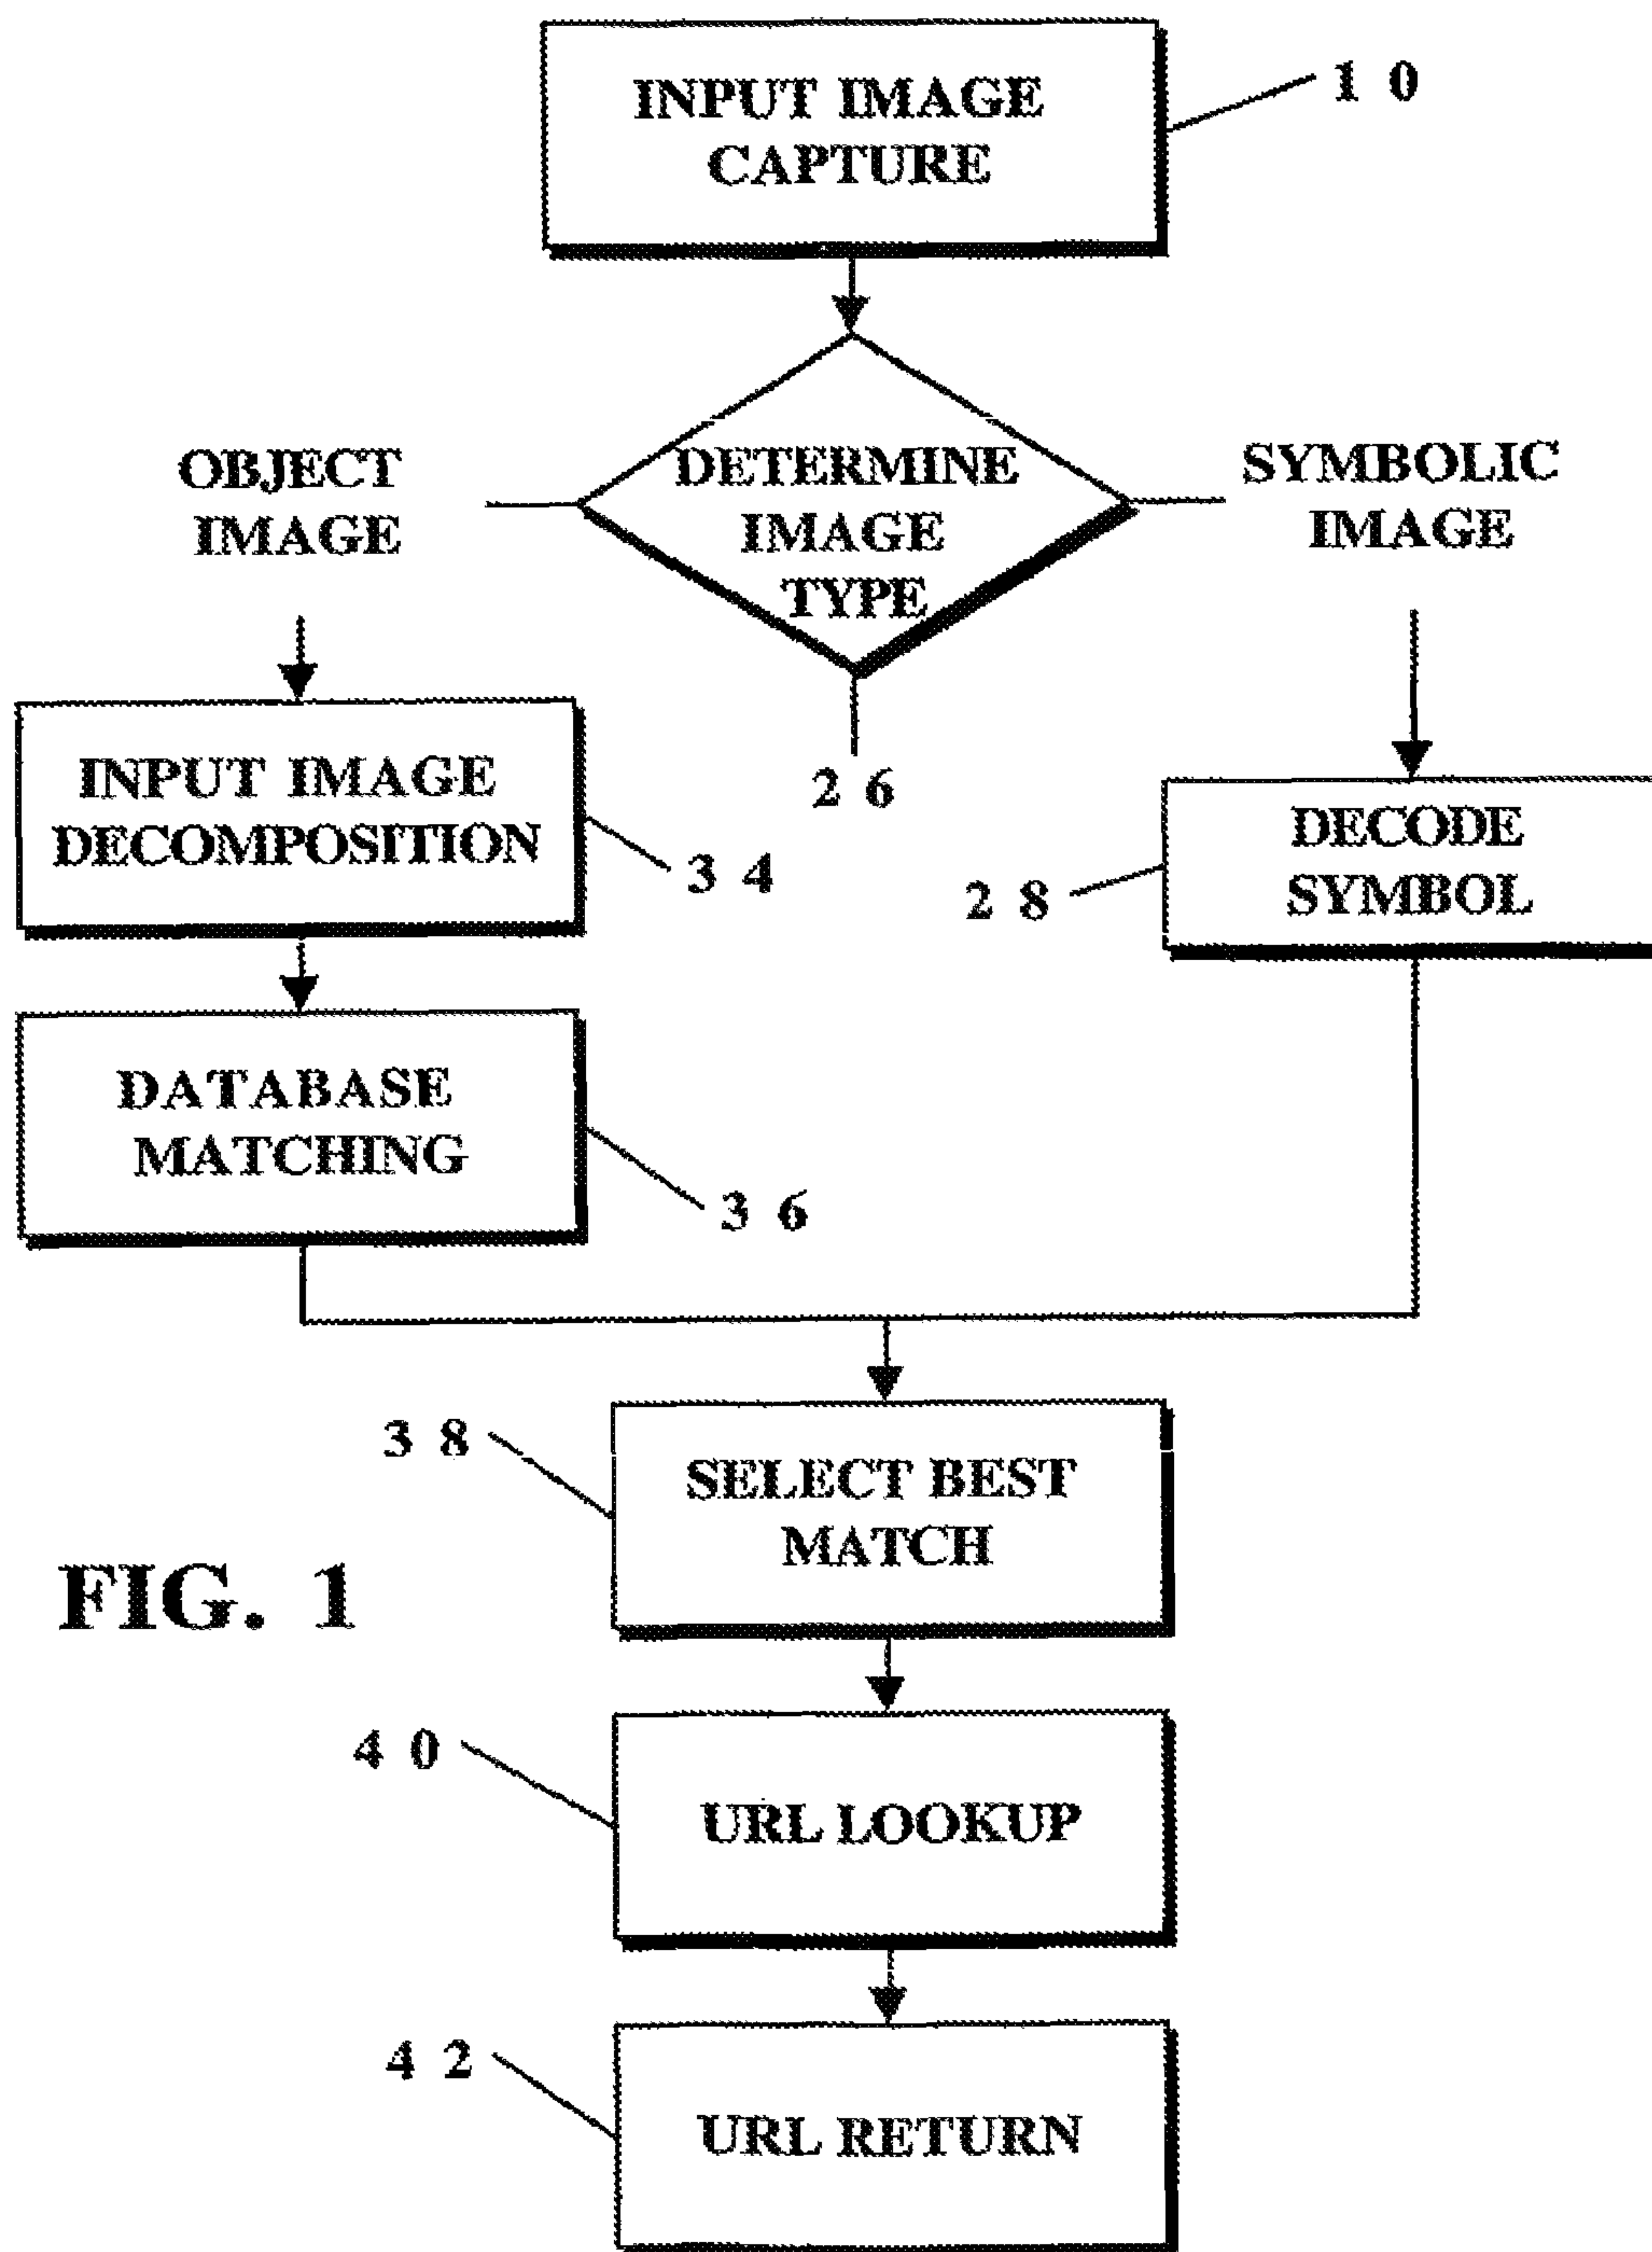 INPUT IMAGE
CAPTURE
1 0
DETERMINE
IMAGE
TYPE
2 6
OBJECT
IMAGE
SYMBOLIC
IMAGE
INPUT IMAGE
DECOMPOSITION
3 4
DECODE
SYMBOL
2 8
DATABASE
MATCHING
3 6
3 8
SELECT BEST
MATCH
FIG. 1
4 0
URL LOOKUP
4 2
URL RETURN